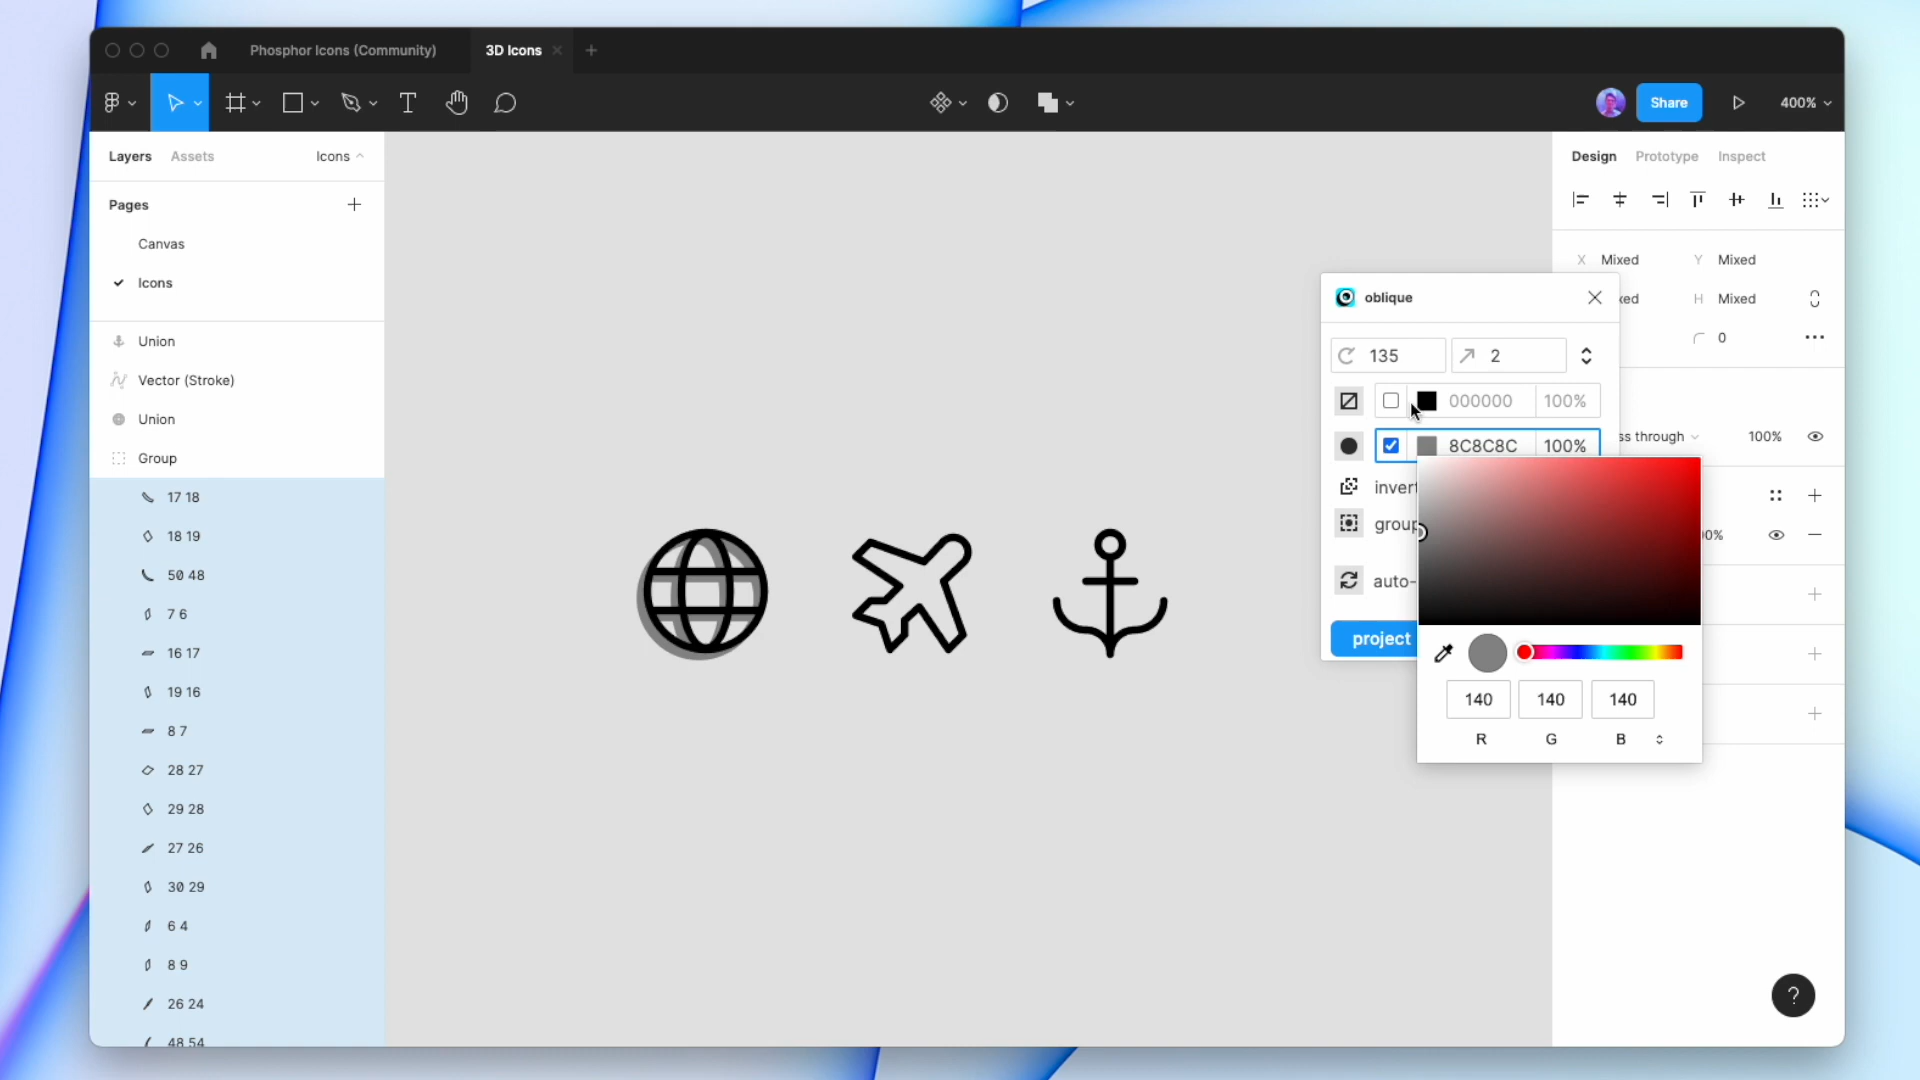 Phosphor Icons (Community)
3D Icons
Share
400%
Layers
Assets
Icons
Pages
Canvas
Icons
Union
Vector (Stroke)
Union
Group
17 18
18 19
50 48
7 6
16 17
19 16
8 7
28 27
29 28
27 26
30 29
6 4
8 9
26 24
48 54
oblique
135
2
000000
100%
8C8C8C
100%
invert
group
auto-
project
140
140
140
R
G
B
Design
Prototype
Inspect
X Mixed
Y Mixed
xed
H Mixed
0
ss through
100%
00%
?